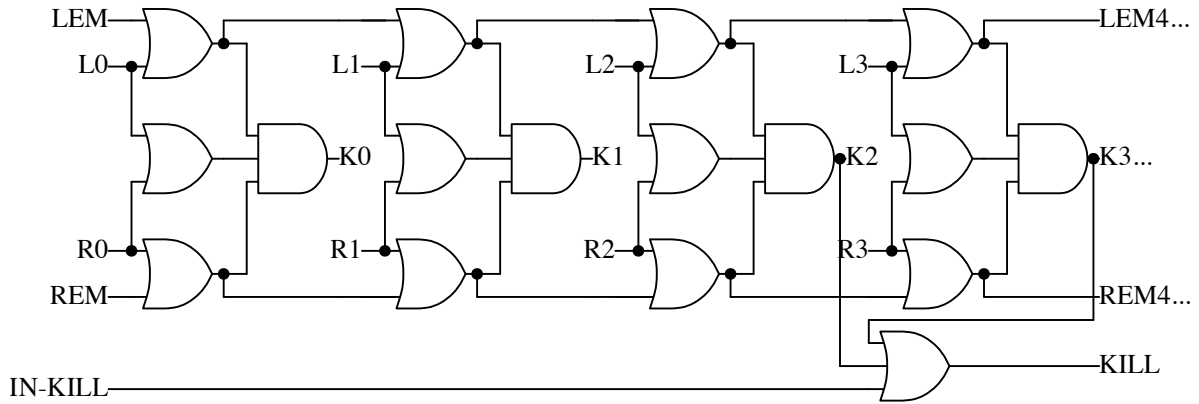 LEM LEM4...
L0 L1 L2 L3
K0 K1 K2 K3...
R0 R1 R2 R3
REM REM4...
KILL
IN-KILL